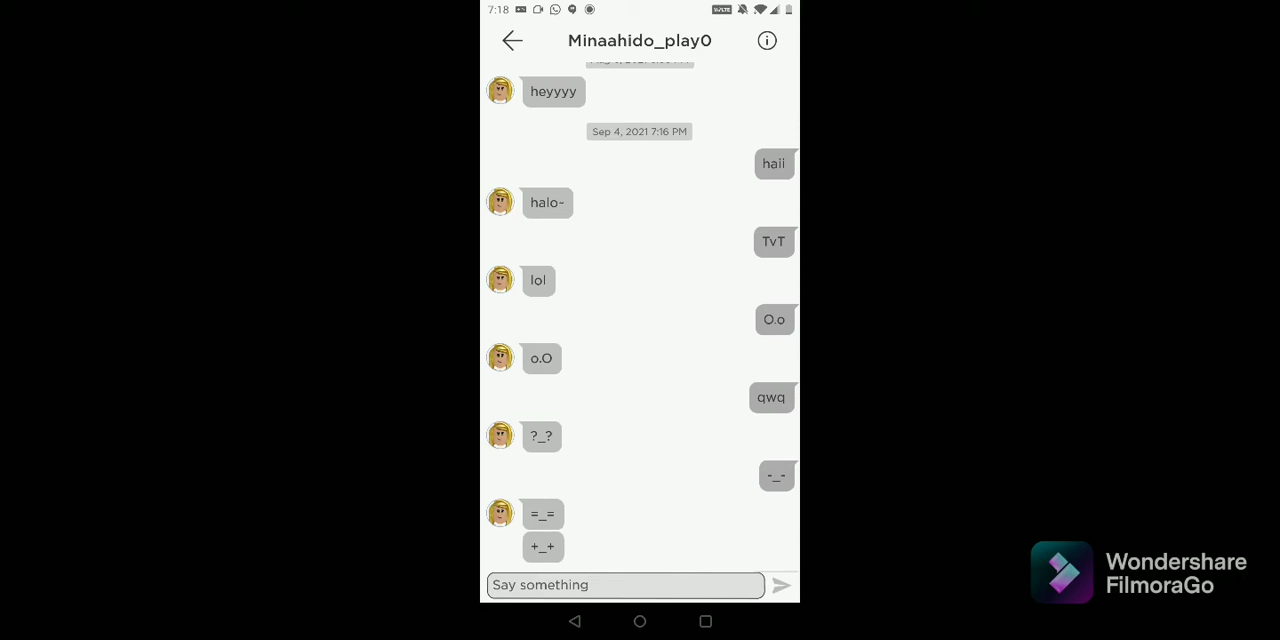 7:18
VoLTE
Minaahido_play0
heyyyy
Sep 4, 2021 7:16 PM
haii
halo~
TvT
lol
O.o
o.O
qwq
?_?
-_-
=_=
+_+
Say something
Wondershare
FilmoraGo